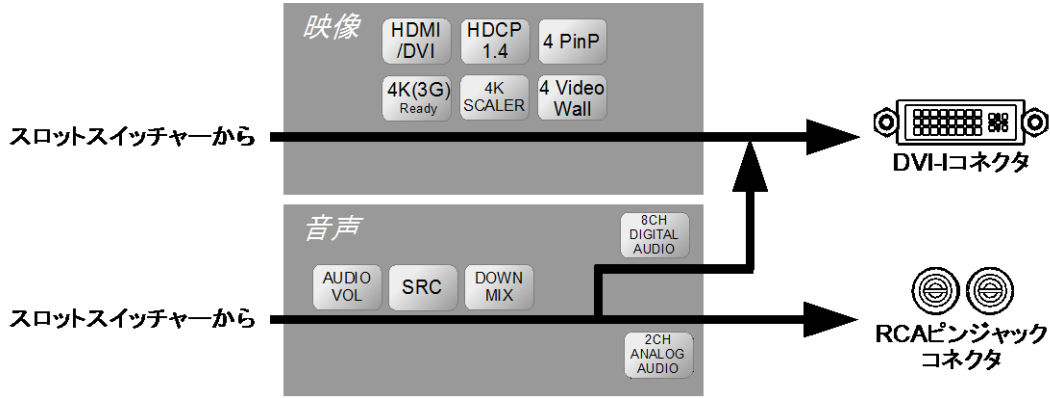 映像
HDMI
/DVI
HDCP
1.4
4 PinP
4K(3G)
Ready
4K
SCALER
4 Video
Wall
スロットスイッチャーから
DVI-Iコネクタ
音声
8CH
DIGITAL
AUDIO
AUDIO
VOL
SRC
DOWN
MIX
スロットスイッチャーから
RCAピンジャック
コネクタ
2CH
ANALOG
AUDIO